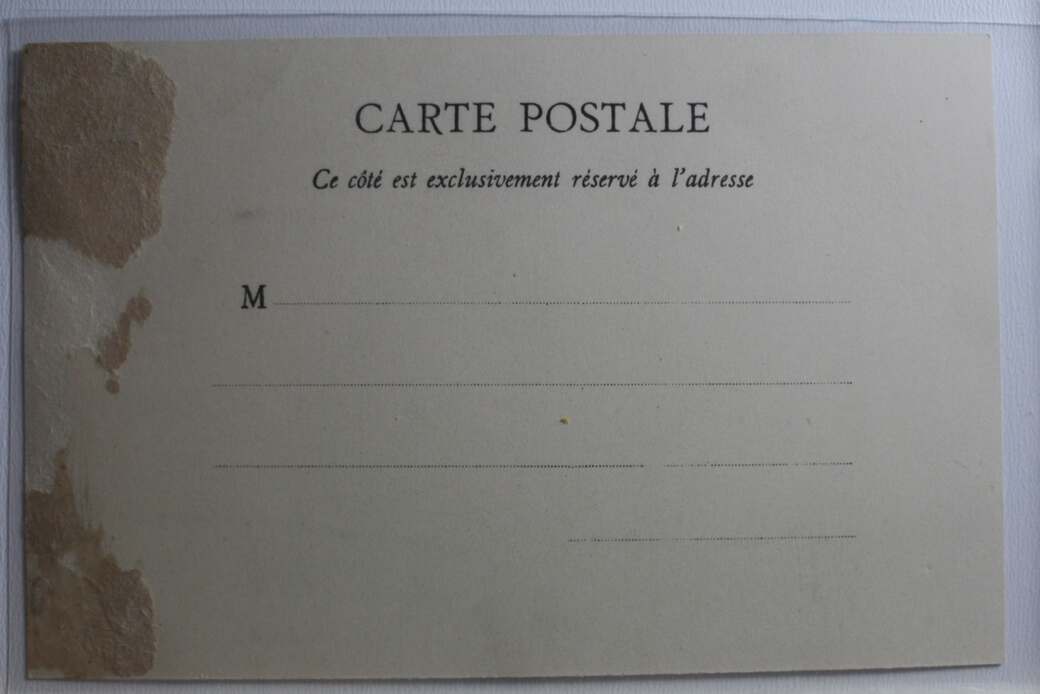 CARTE POSTALE
Ce côté est exclusivement réservé à l'adresse
M